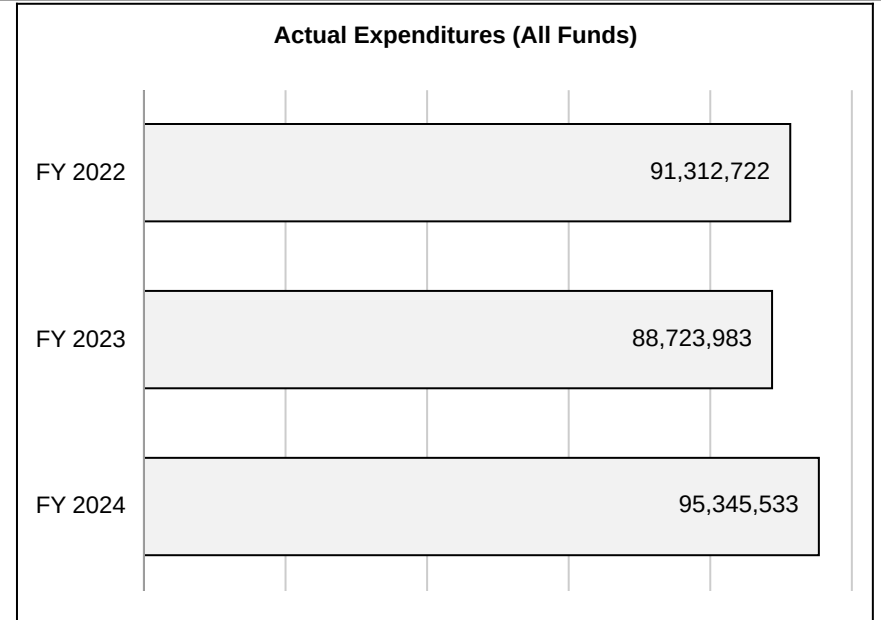 Actual Expenditures (All Funds)
FY 2022 91,312,722
FY 2023 88,723,983
FY 2024 95,345,533